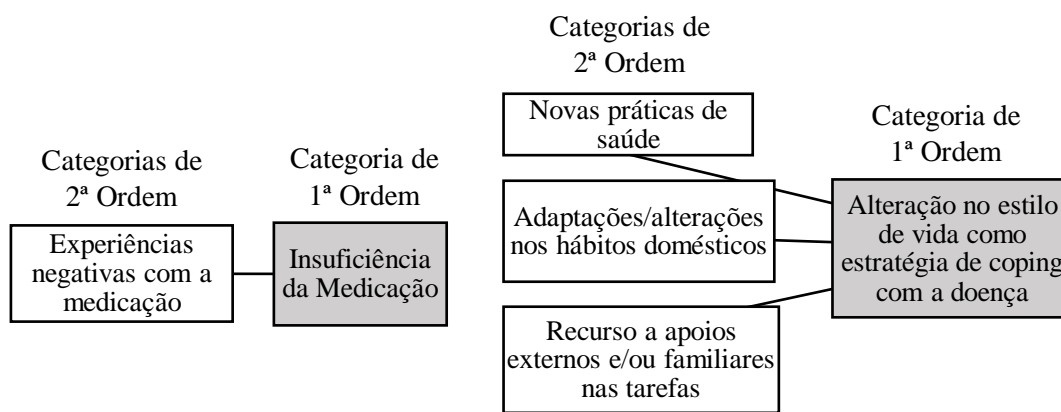 Categorias de
2ª Ordem
Experiências
negativas com a
medicação
Categoria de
1ª Ordem
Insuficiência
da Medicação
Categorias de
2ª Ordem
Novas práticas de
saúde
Adaptações/alterações
nos hábitos domésticos
Recurso a apoios
externos e/ou familiares
nas tarefas
Categoria de
1ª Ordem
Alteração no estilo
de vida como
estratégia de coping
com a doença